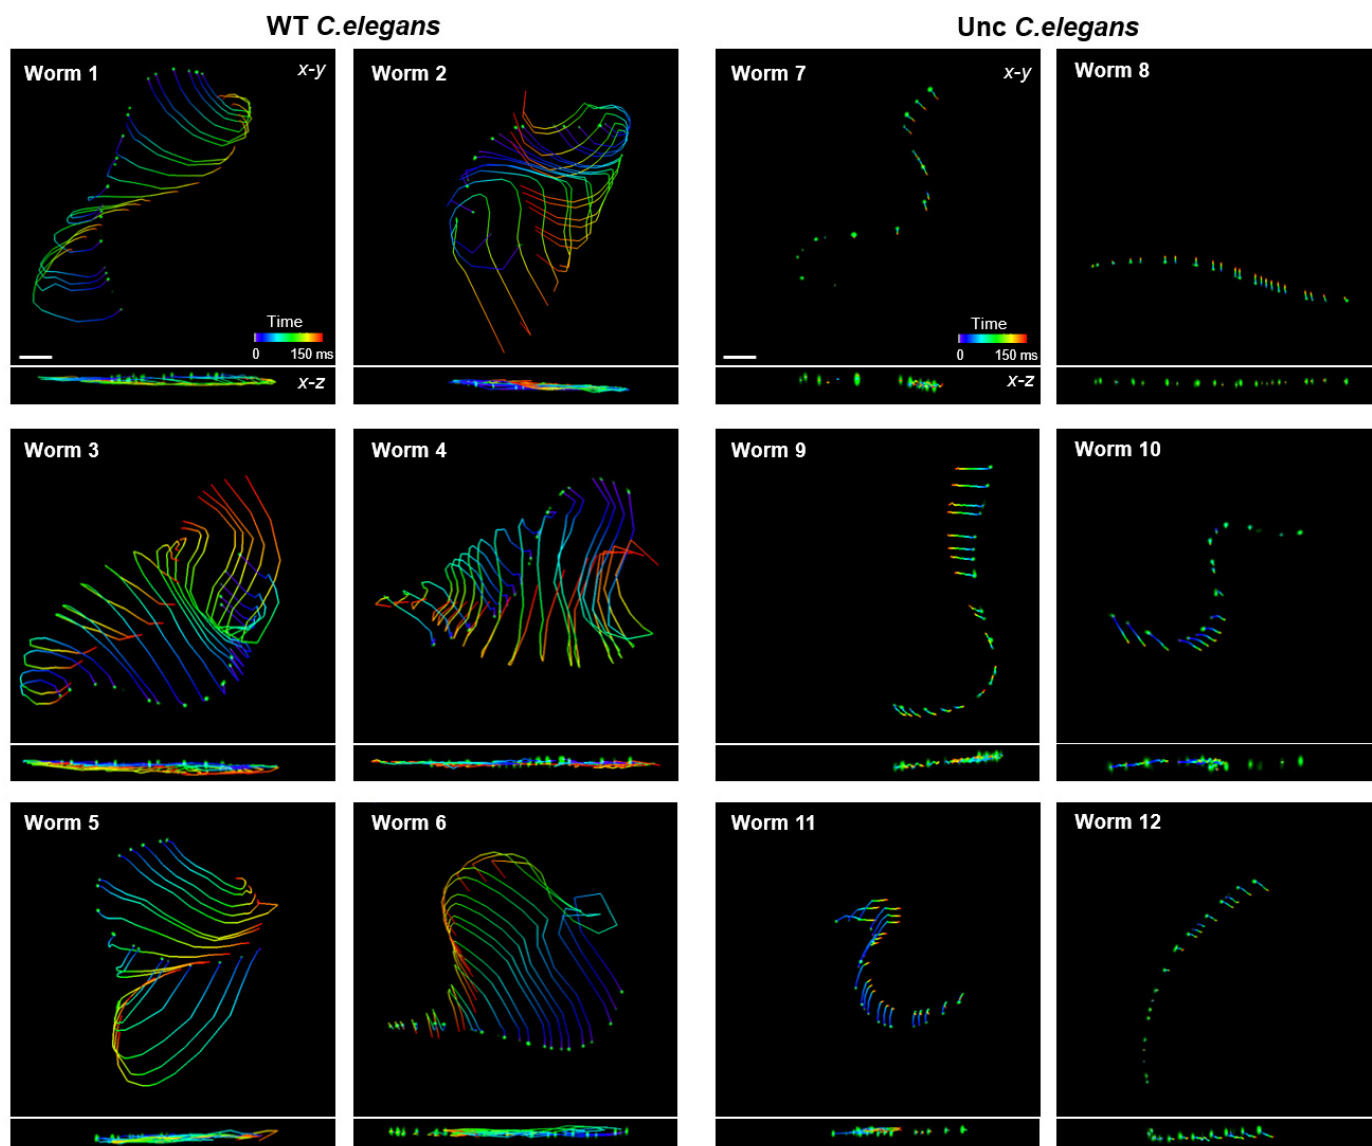 WT C.elegans
Unc C.elegans
Worm 1
x-y
Worm 2
Worm 7
x-y
Worm 8
Time
0 150 ms
x-z
Time
0 150 ms
x-z
Worm 3
Worm 4
Worm 9
Worm 10
Worm 5
Worm 6
Worm 11
Worm 12